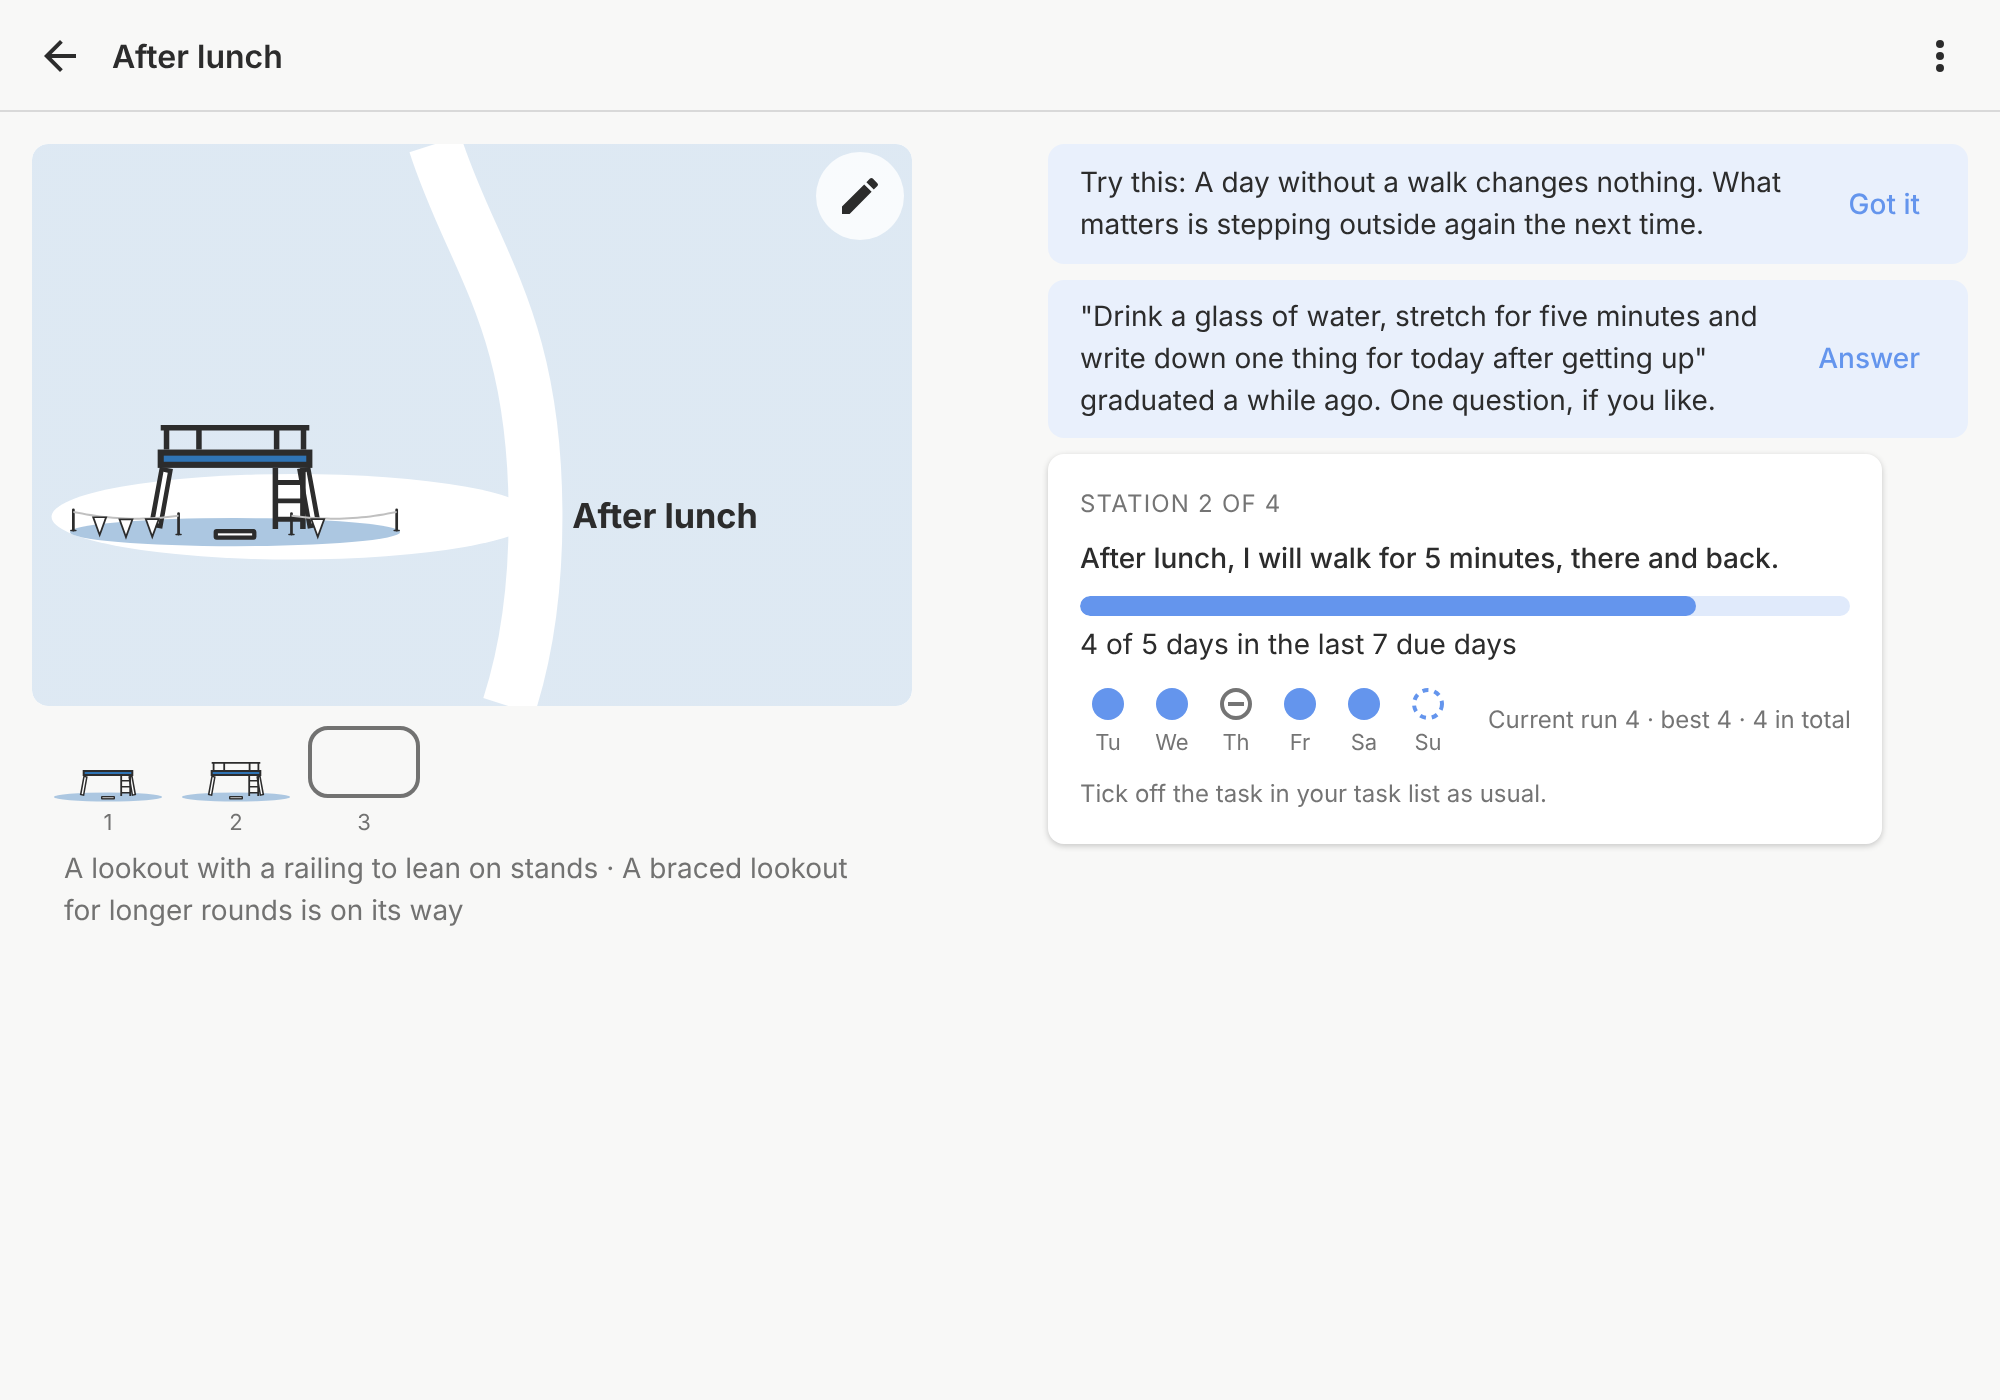 After lunch
After lunch
1
2
3
A lookout with a railing to lean on stands · A braced lookout
for longer rounds is on its way
Try this: A day without a walk changes nothing. What
matters is stepping outside again the next time.
Got it
"Drink a glass of water, stretch for five minutes and
write down one thing for today after getting up"
graduated a while ago. One question, if you like.
Answer
STATION 2 OF 4
After lunch, I will walk for 5 minutes, there and back.
4 of 5 days in the last 7 due days
Tu We Th Fr Sa Su
Current run 4 · best 4 · 4 in total
Tick off the task in your task list as usual.